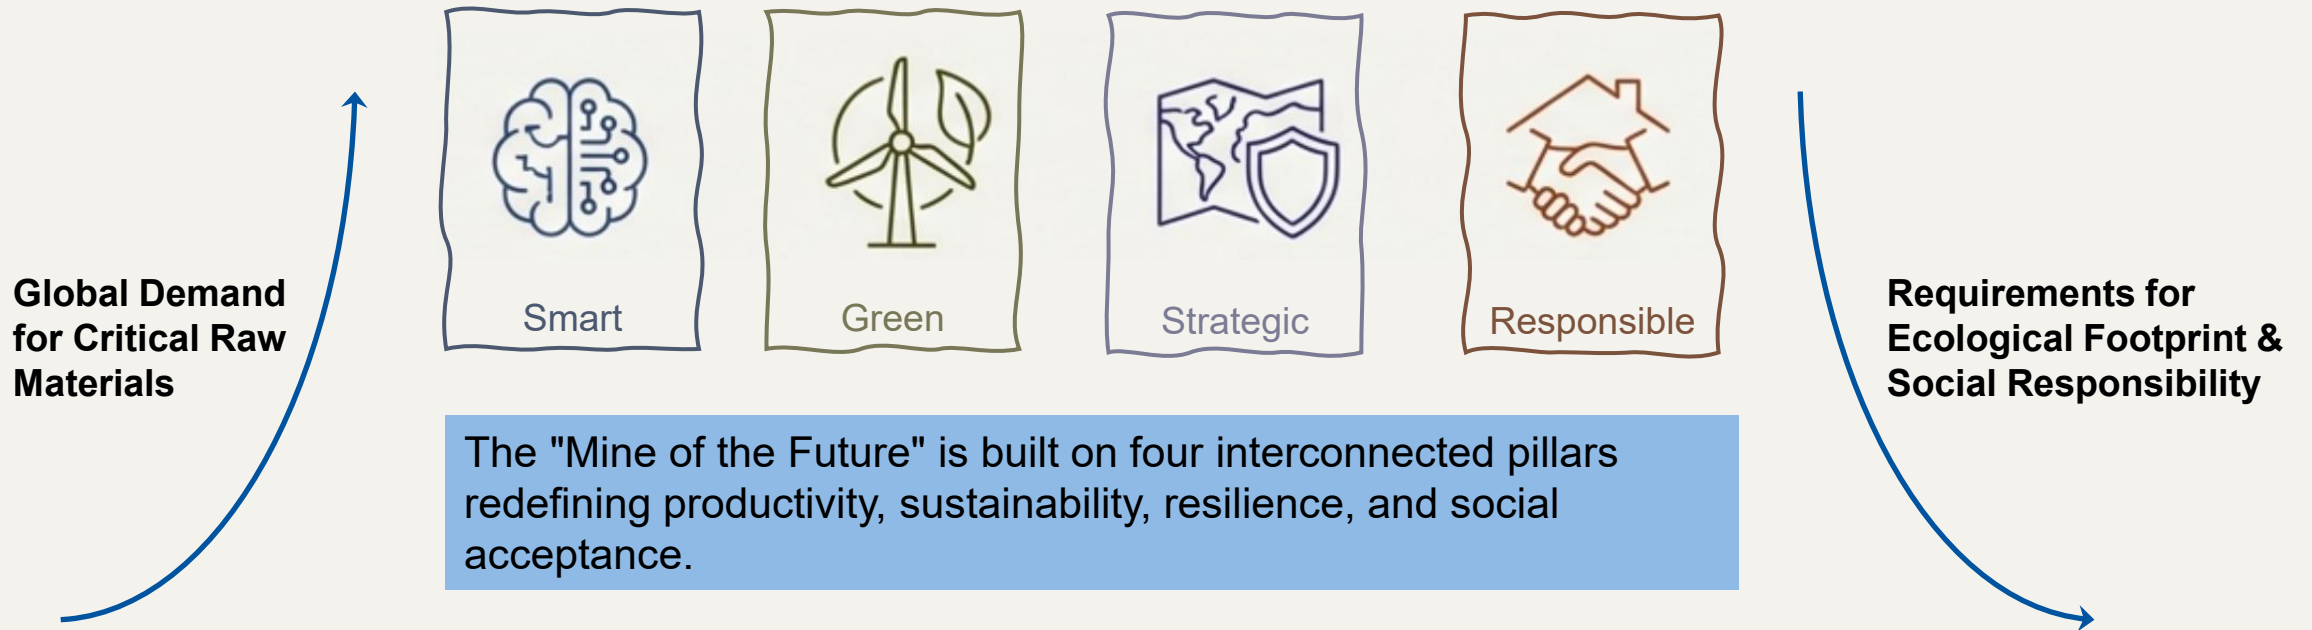 Global Demand
for Critical Raw
Materials
Smart
Green
Strategic
Responsible
Requirements for
Ecological Footprint &
Social Responsibility
The "Mine of the Future" is built on four interconnected pillars
redefining productivity, sustainability, resilience, and social
acceptance.